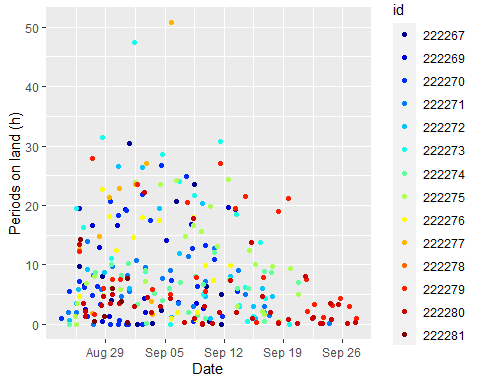 Periods on land (h)
50
40
30
20
10
0
Aug 29
Sep 05
Sep 12
Sep 19
Sep 26
Date
id
222267
222269
222270
222271
222272
222273
222274
222275
222276
222277
222278
222279
222280
222281